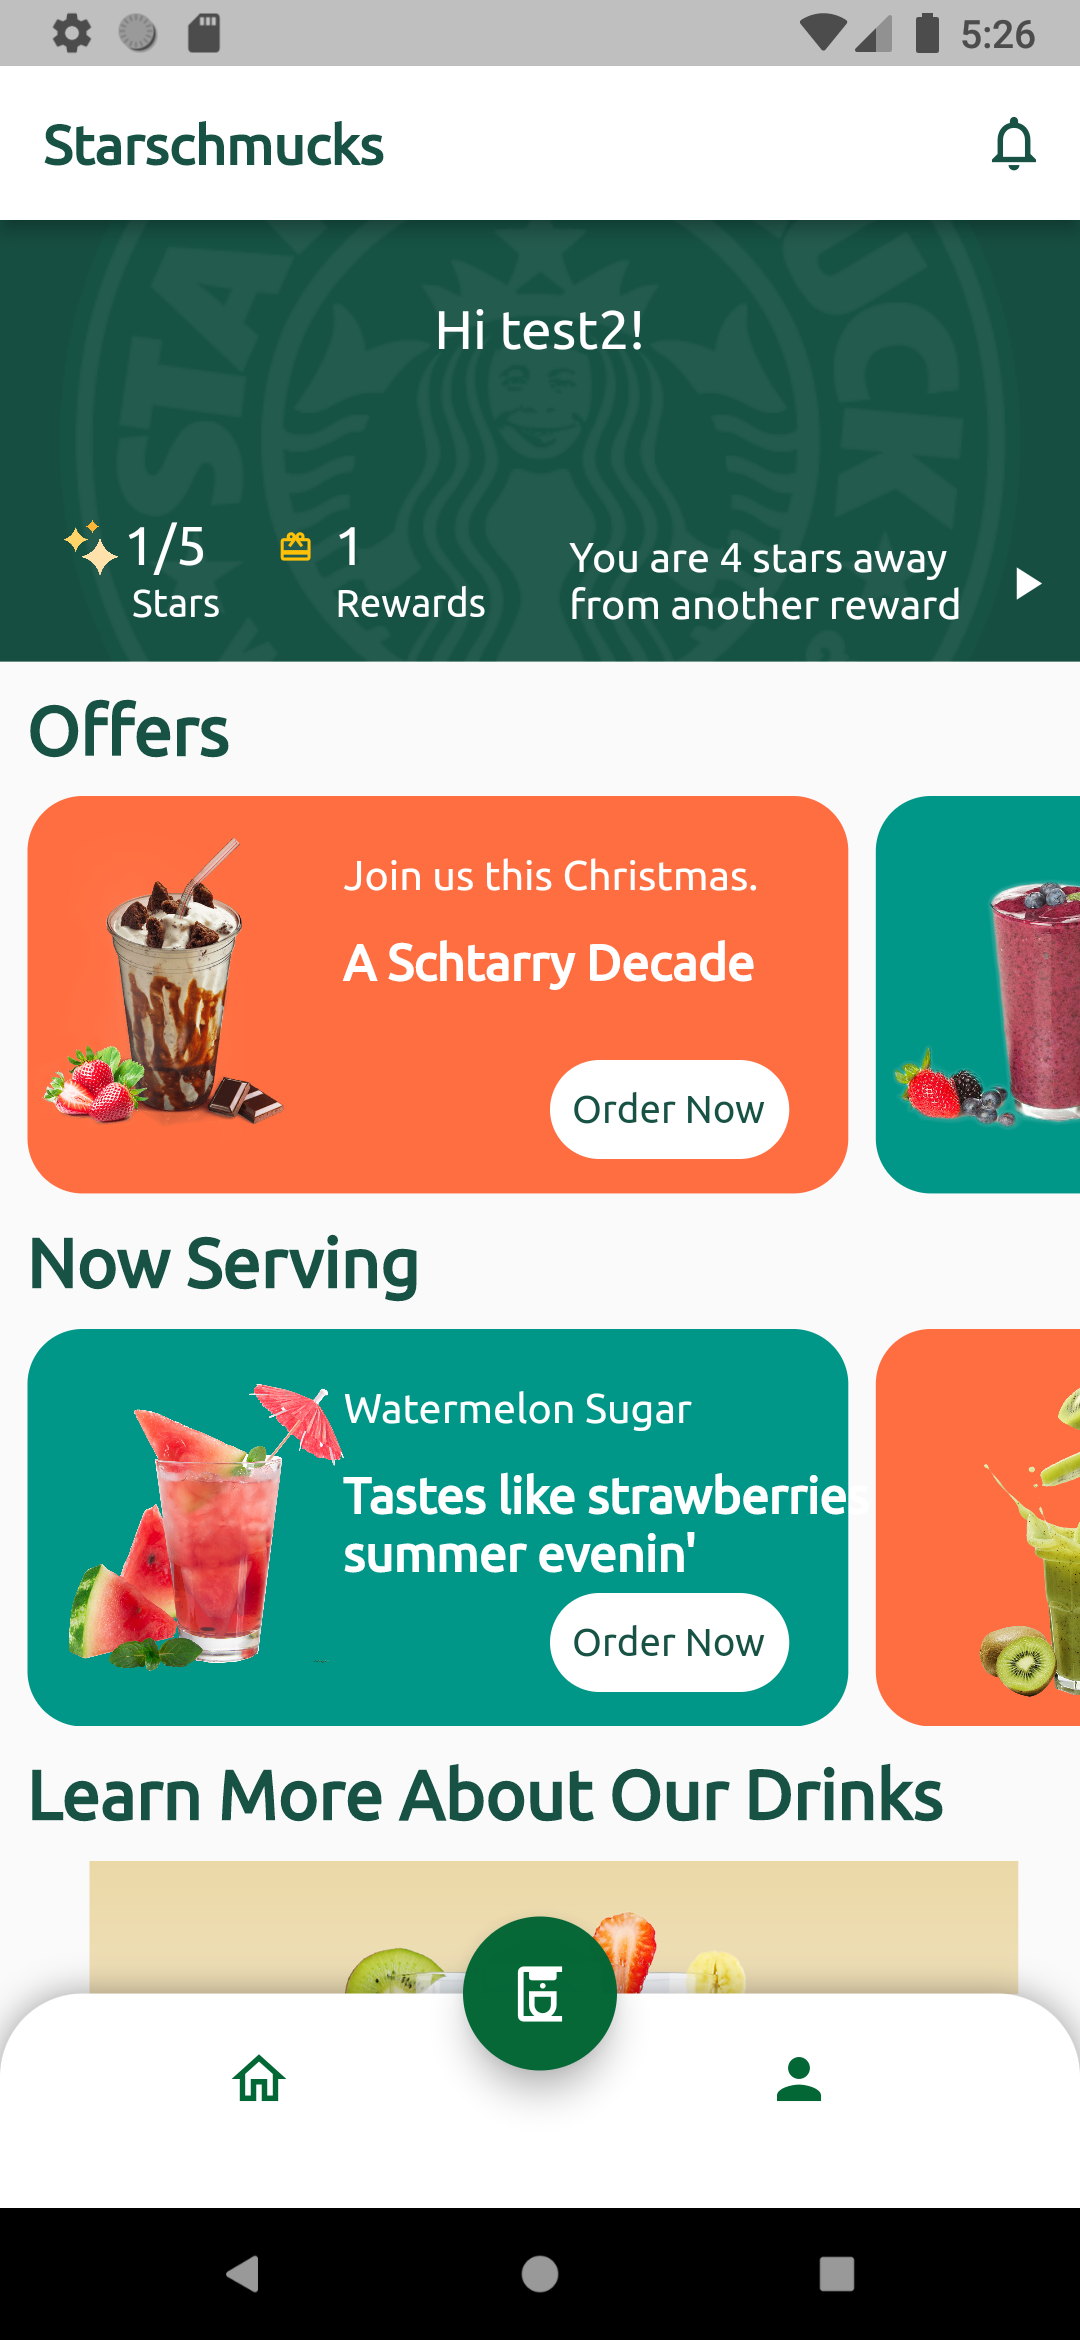 5:26
Starschmucks
Hi test2!
1/5
Stars
1
Rewards
You are 4 stars away
from another reward
Offers
Join us this Christmas.
A Schtarry Decade
Order Now
Now Serving
Watermelon Sugar
Tastes like strawberries
summer evenin'
Order Now
Learn More About Our Drinks